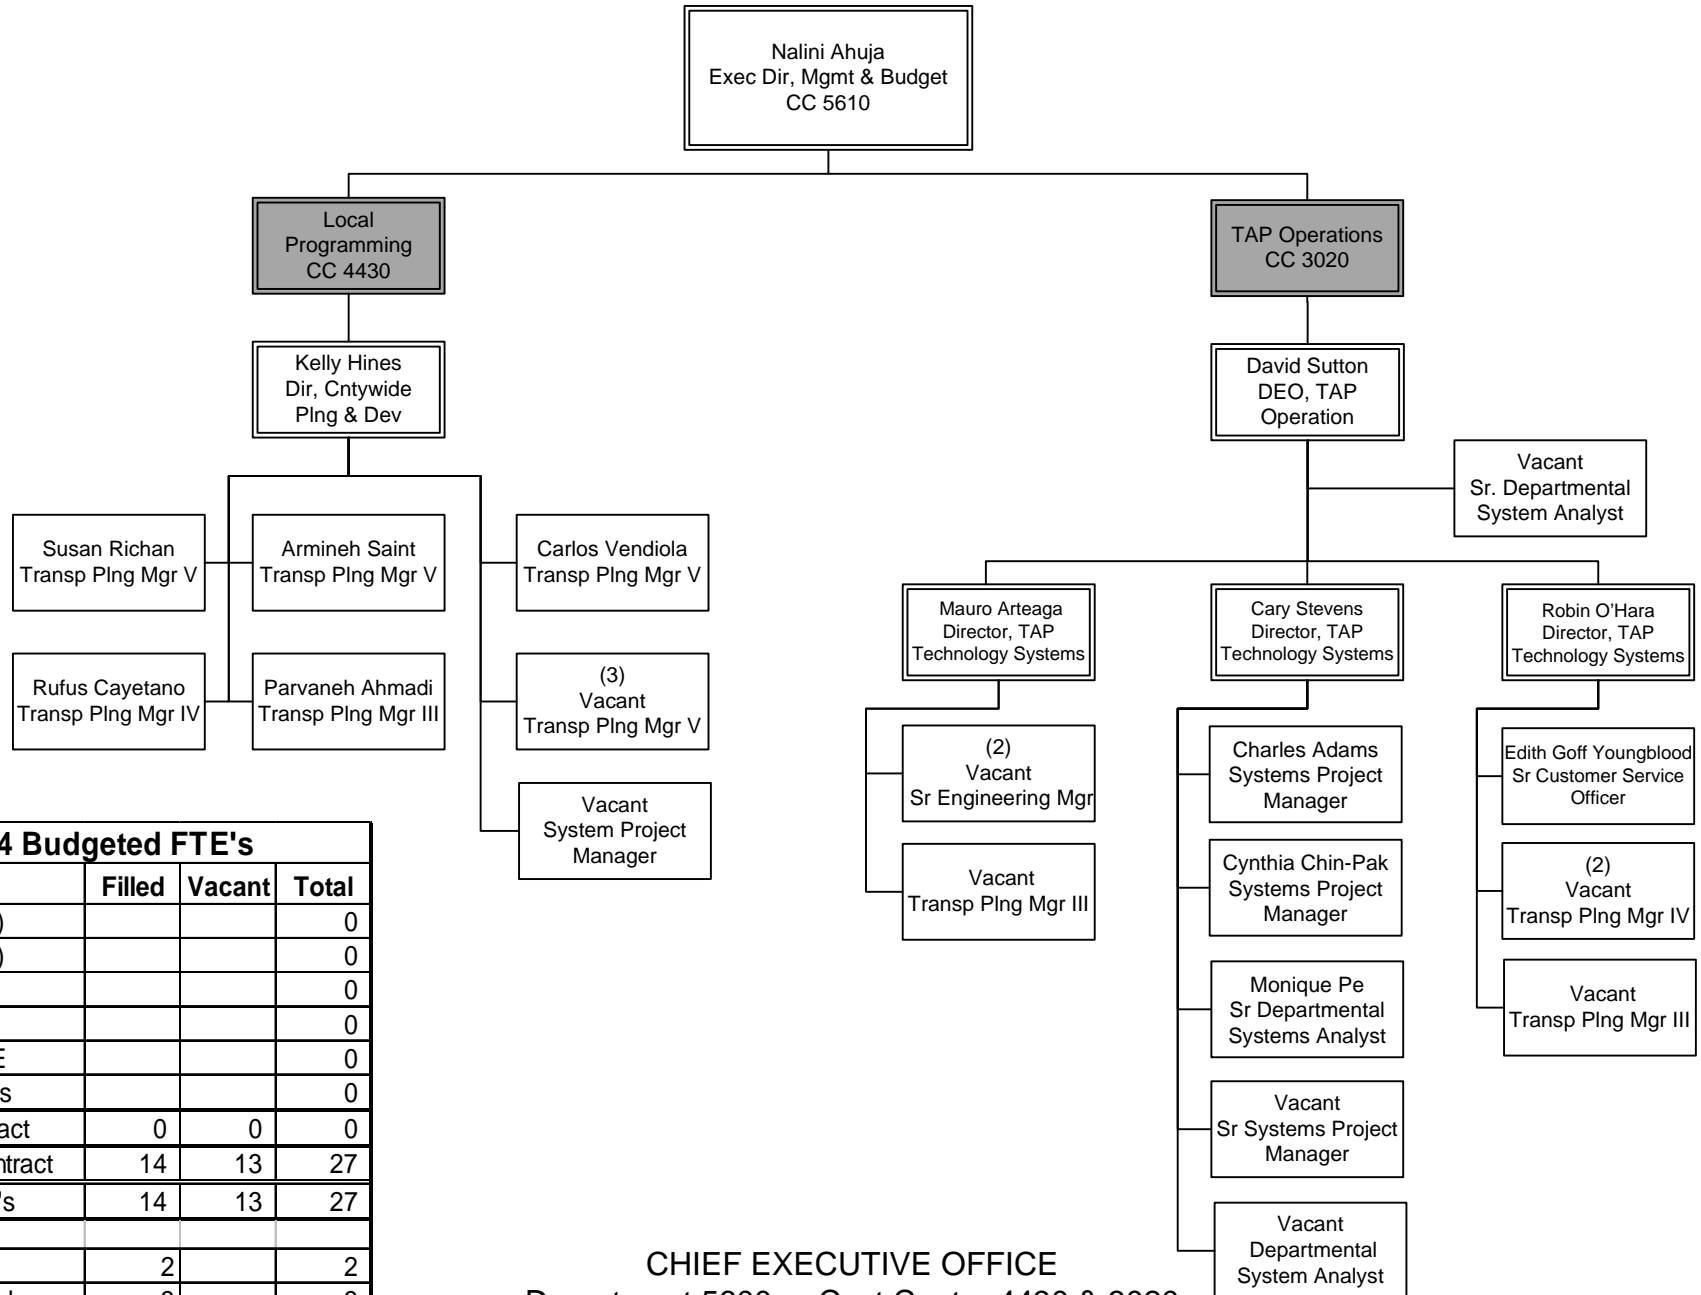 Nalini Ahuja
Exec Dir, Mgmt & Budget
CC 5610
Local
Programming
CC 4430
TAP Operations
CC 3020
Kelly Hines
Dir, Cntywide
Plng & Dev
David Sutton
DEO, TAP
Operation
Vacant
Sr. Departmental
System Analyst
Susan Richan
Transp Plng Mgr V
Armineh Saint
Transp Plng Mgr V
Carlos Vendiola
Transp Plng Mgr V
Rufus Cayetano
Transp Plng Mgr IV
Parvaneh Ahmadi
Transp Plng Mgr III
(3)
Vacant
Transp Plng Mgr V
Vacant
System Project
Manager
Mauro Arteaga
Director, TAP
Technology Systems
Cary Stevens
Director, TAP
Technology Systems
Robin O’Hara
Director, TAP
Technology Systems
(2)
Vacant
Sr Engineering Mgr
Vacant
Transp Plng Mgr III
Charles Adams
Systems Project
Manager
Cynthia Chin-Pak
Systems Project
Manager
Monique Pe
Sr Departmental
Systems Analyst
Vacant
Sr Systems Project
Manager
Vacant
Departmental
System Analyst
Edith Goff Youngblood
Sr Customer Service
Officer
(2)
Vacant
Transp Plng Mgr IV
Vacant
Transp Plng Mgr III
4 Budgeted FTE's
Filled Vacant Total
) 0
) 0
0
0
E 0
s 0
act 0 0 0
ntract 14 13 27
's 14 13 27
2 2
CHIEF EXECUTIVE OFFICE